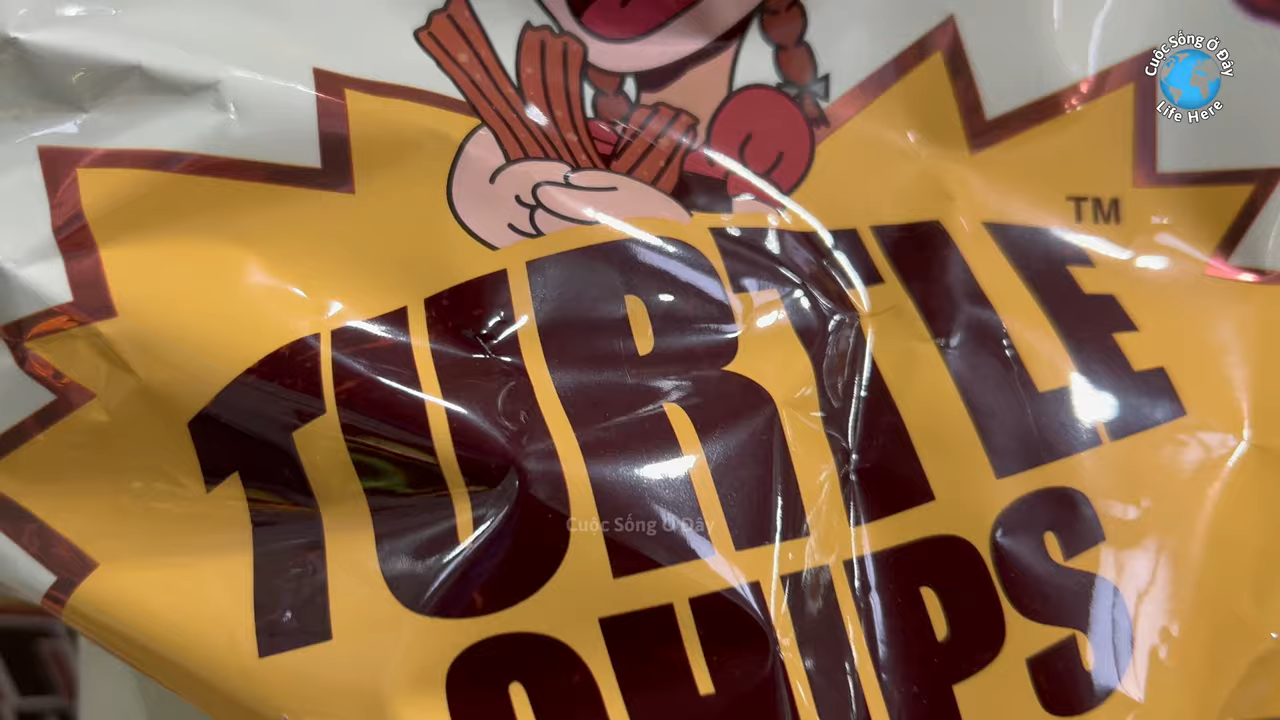 Cuộc Sống Ở Đây
Life Here
TM
TURTLE
CHIPS
Cuộc Sống Ở Đây